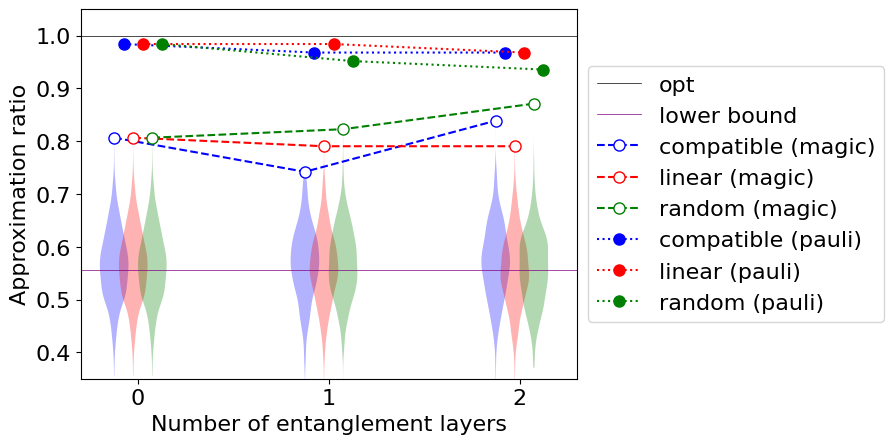 Approximation ratio
1.0
0.9
0.8
0.7
0.6
0.5
0.4
0
1
2
Number of entanglement layers
opt
lower bound
compatible (magic)
linear (magic)
random (magic)
compatible (pauli)
linear (pauli)
random (pauli)